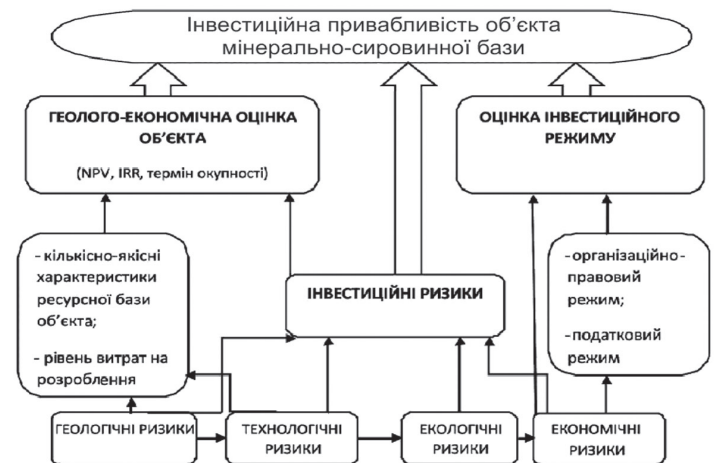 Інвестиційна привабливість об’єкта
мінерально-сировинної бази
ГЕОЛОГО-ЕКОНОМІЧНА ОЦІНКА
ОБ’ЄКТА
(NPV, IRR, термін окупності)
ОЦІНКА ІНВЕСТИЦІЙНОГО
РЕЖИМУ
- кількісно-якісні
характеристики
ресурсної бази
об’єкта;
- рівень витрат на
розроблення
ІНВЕСТИЦІЙНІ РИЗИКИ
- організаційно-
правовий
режим;
- податковий
режим
ГЕОЛОГІЧНІ РИЗИКИ
ТЕХНОЛОГІЧНІ
РИЗИКИ
ЕКОЛОГІЧНІ
РИЗИКИ
ЕКОНОМІЧНІ
РИЗИКИ